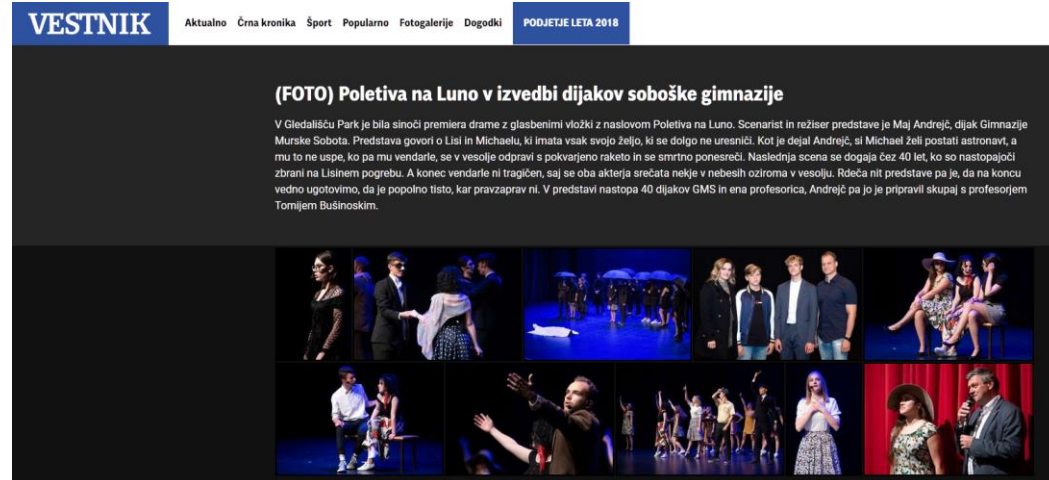 VESTNIK
Aktualno Črna kronika Šport Popularno Fotogalerije Dogodki PODJETJE LETA 2018
(FOTO) Poletiva na Luno v izvedbi dijakov soboške gimnazije
V Gledališču Park je bila sinoči premiera drame z glasbenimi vložki z naslovom Poletiva na Luno. Scenarist in režiser predstave je Maj Andrejč, dijak Gimnazije
Murske Sobota. Predstava govori o Lisi in Michaelu, ki imata vsak svojo željo, ki se dolgo ne uresniči. Kot je dejal Andrejč, si Michael želi postati astronavt, a
mu to ne uspe, ko pa mu vendarle, se v vesolje odpravi s pokvarjeno raketo in se smrtno ponesreči. Naslednja scena se dogaja čez 40 let, ko so nastopajoči
zbrani na Lisinem pogrebu. A konec vendarle ni tragičen, saj se oba akterja srečata nekje v nebesih oziroma v vesolju. Rdeča nit predstave pa je, da na koncu
vedno ugotovimo, da je popolno tisto, kar pravzaprav ni. V predstavi nastopa 40 dijakov GMS in ena profesorica, Andrejč pa jo je pripravil skupaj s profesorjem
Tomijem Bušinoskim.